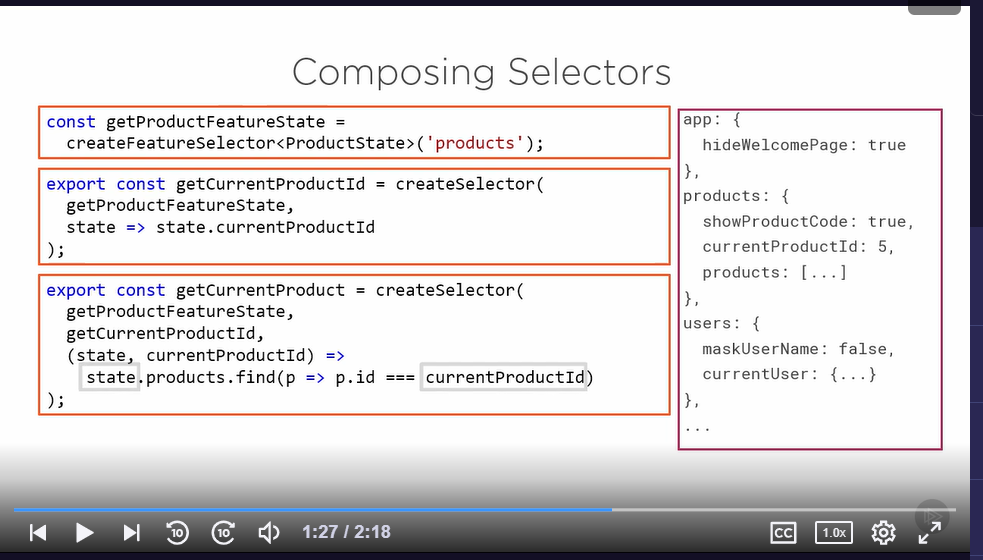 Composing Selectors
const getProductFeatureState =
createFeatureSelector<ProductState>('products');
export const getCurrentProductId = createSelector(
getProductFeatureState,
state => state.currentProductId
);
export const getCurrentProduct = createSelector(
getProductFeatureState,
getCurrentProductId,
(state, currentProductId) =>
state.products.find(p => p.id === currentProductId)
);
app: {
hideWelcomePage: true
},
products: {
showProductCode: true,
currentProductId: 5,
products: [...]
},
users: {
maskUserName: false,
currentUser: {...}
},
...
10
10
1:27 / 2:18
CC
1.0x